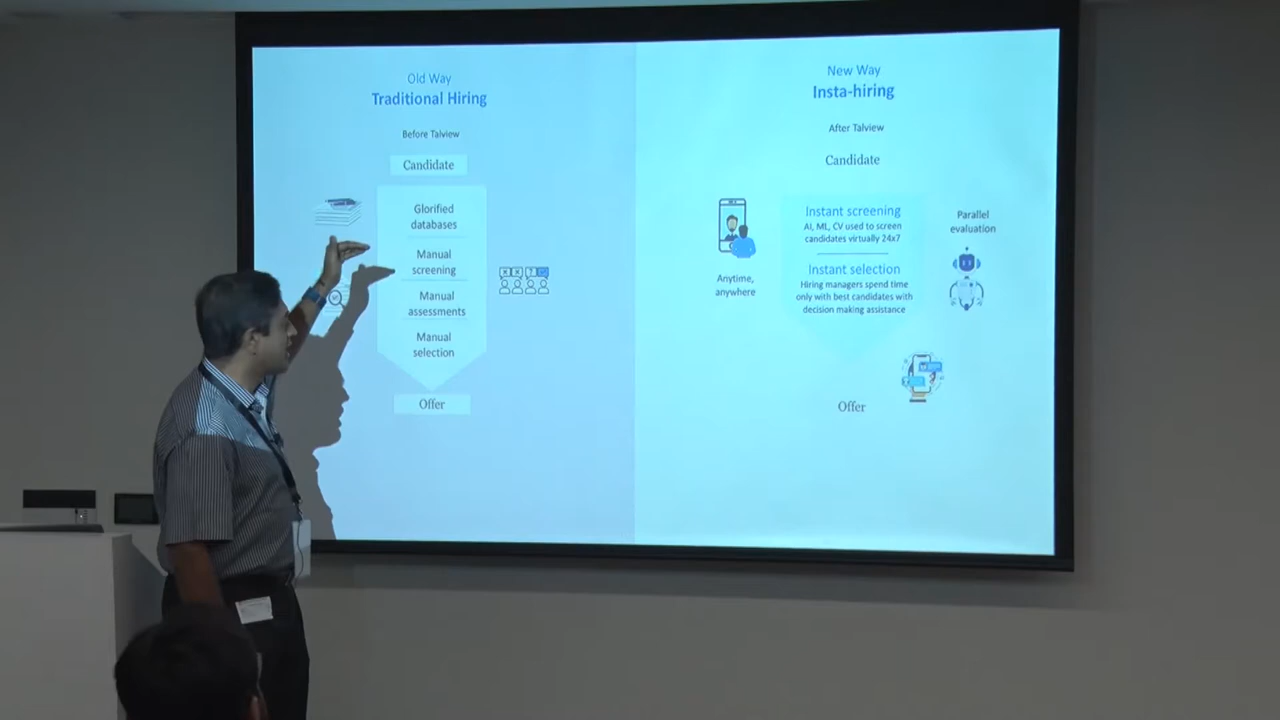 Old Way
Traditional Hiring
Before Talview
Candidate
Glorified
databases
Manual
screening
Manual
assessments
Manual
selection
Offer
New Way
Insta-hiring
After Talview
Candidate
Anytime,
anywhere
Instant screening
AI, ML, CV used to screen
candidates virtually 24x7
Instant selection
Hiring managers spend time
only with best candidates with
decision making assistance
Parallel
evaluation
Offer